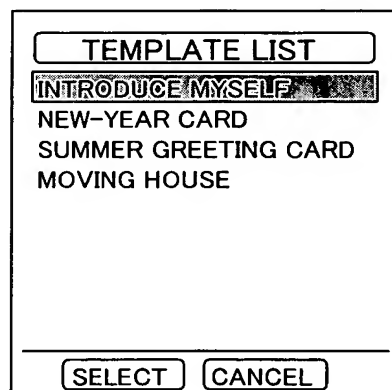 TEMPLATE LIST
INTRODUCE MYSELF
NEW-YEAR CARD
SUMMER GREETING CARD
MOVING HOUSE
SELECT CANCEL